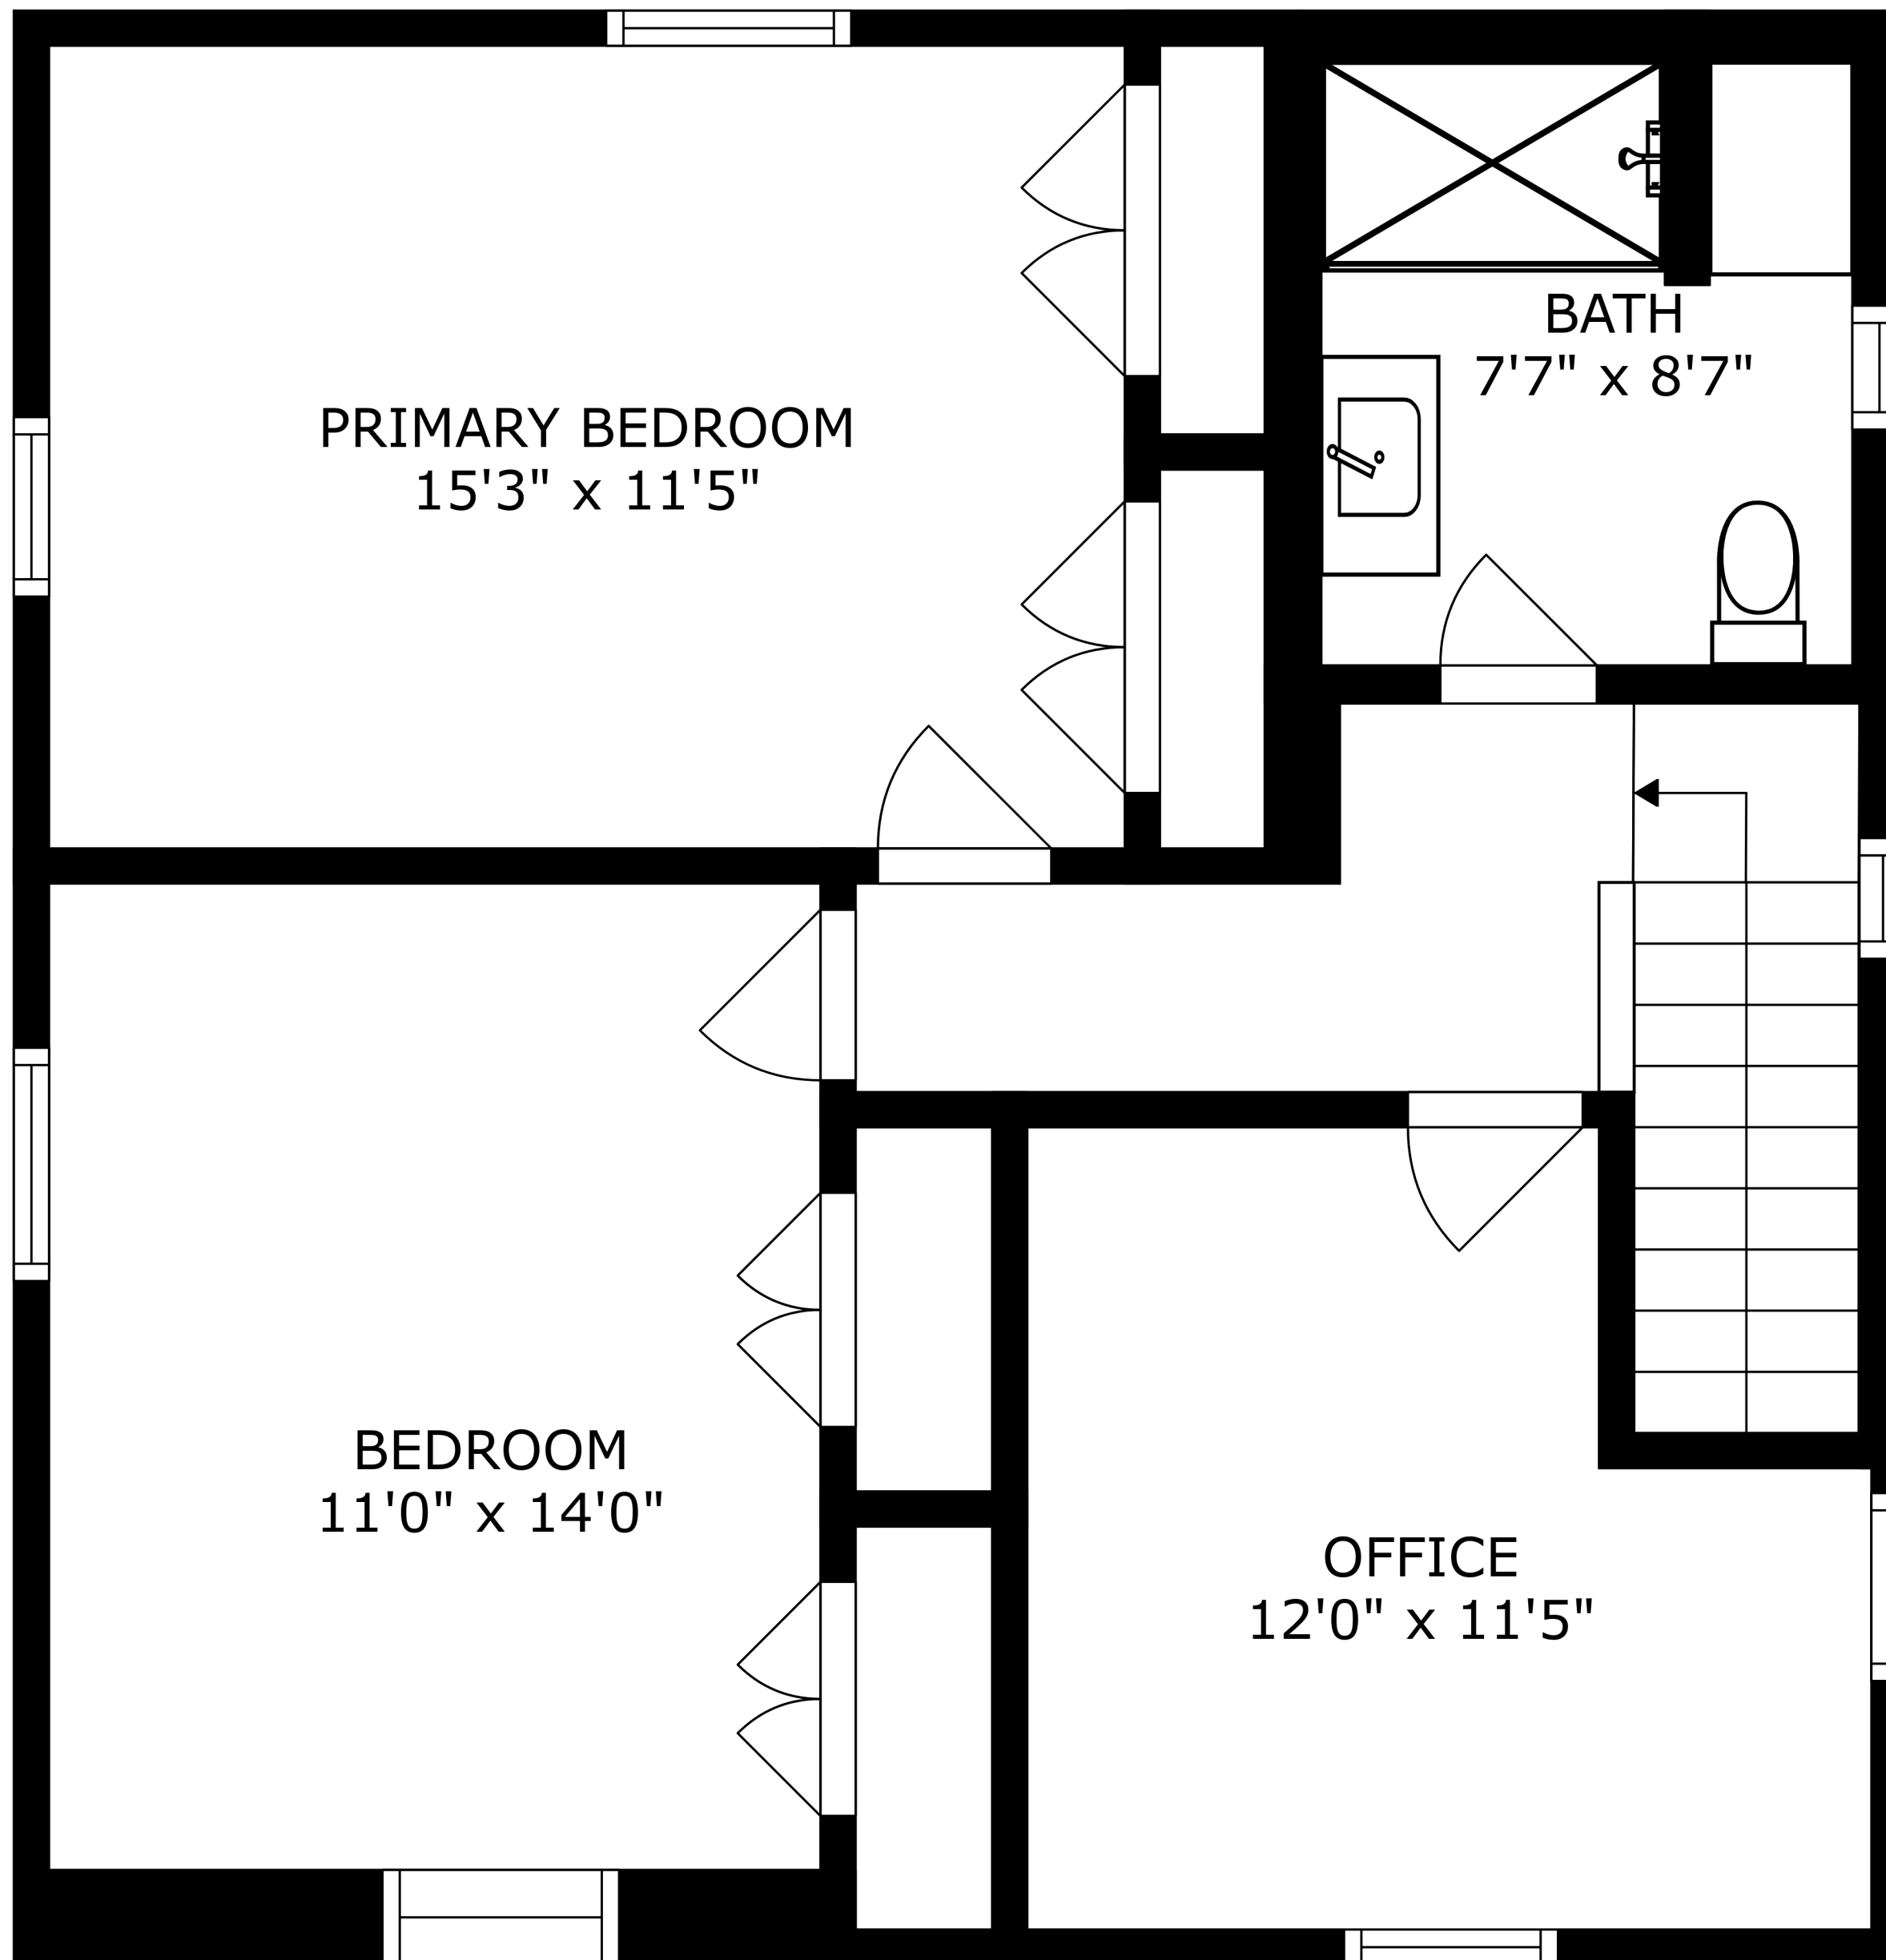 BATH
7'7" x 8'7"
PRIMARY BEDROOM
15'3" x 11'5"
BEDROOM
11'0" x 14'0"
OFFICE
12'0" x 11'5"